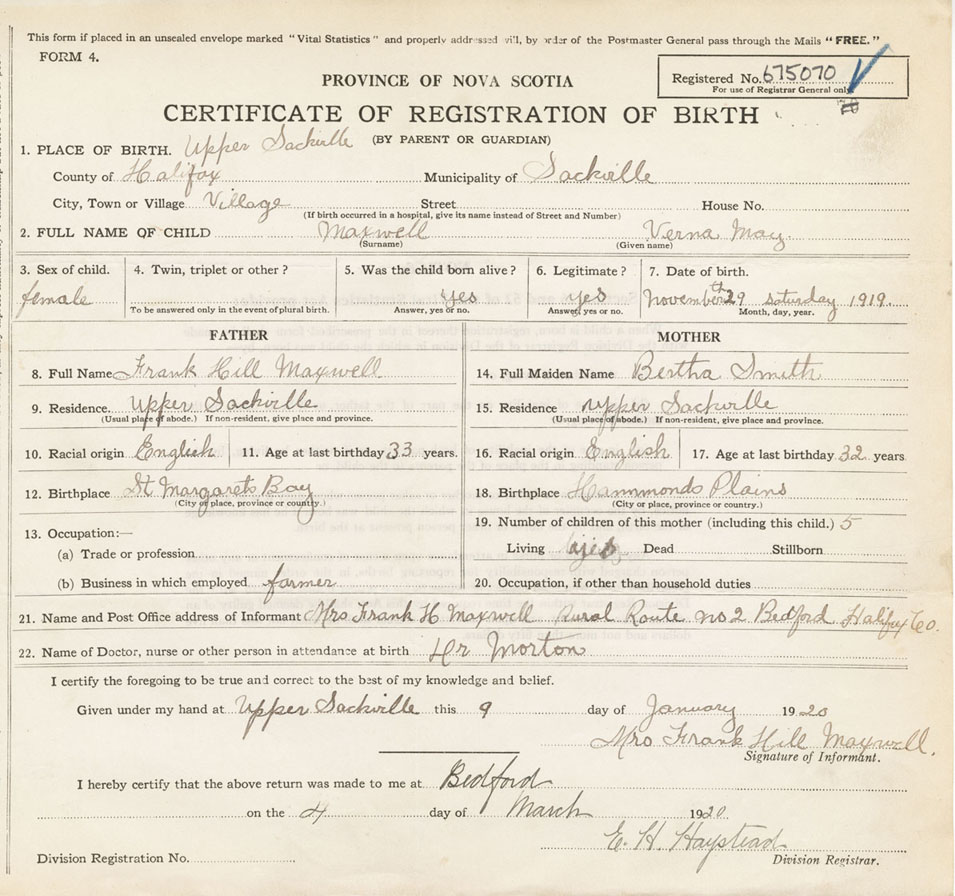 This form if placed in an unsealed envelope marked "Vital Statistics" and properly addressed will, by order of the Postmaster General pass through the Mails "FREE."
FORM 4.
Registered No. 675070
For use of Registrar General only
PROVINCE OF NOVA SCOTIA
CERTIFICATE OF REGISTRATION OF BIRTH
(BY PARENT OR GUARDIAN)
1. PLACE OF BIRTH. Upper Sackville
County of Halifax Municipality of Sackville
City, Town or Village Village Street House No.
(If birth occurred in a hospital, give its name instead of Street and Number)
2. FULL NAME OF CHILD Maxwell Verna May
(Surname) (Given name)
3. Sex of child. 4. Twin, triplet or other? 5. Was the child born alive? 6. Legitimate? 7. Date of birth.
female yes yes November 29th saturday 1919.
To be answered only in the event of plural birth. Answer, yes or no. Answer, yes or no. Month, day, year.
FATHER MOTHER
8. Full Name Frank Hill Maxwell 14. Full Maiden Name Bertha Smith
9. Residence. Upper Sackville 15. Residence Upper Sackville
(Usual place of abode.) If non-resident, give place and province. (Usual place of abode.) If non-resident, give place and province.
10. Racial origin English 11. Age at last birthday 33 years. 16. Racial origin English 17. Age at last birthday 32 years
12. Birthplace St Margarets Bay 18. Birthplace Hammonds Plains
(City or place, province or country.) (City or place, province or country.)
13. Occupation:— 19. Number of children of this mother (including this child.) 5
(a) Trade or profession Living Dead Stillborn
(b) Business in which employed farmer 20. Occupation, if other than household duties
21. Name and Post Office address of Informant Mrs Frank H Maxwell Rural Route no 2 Bedford Halifax Co.
22. Name of Doctor, nurse or other person in attendance at birth Dr Morton
I certify the foregoing to be true and correct to the best of my knowledge and belief.
Given under my hand at Upper Sackville this 9 day of January 1920
Mrs Frank Hill Maxwell.
Signature of Informant.
I hereby certify that the above return was made to me at Bedford
on the 4 day of March 1920.
E. H. Haystead
Division Registration No. Division Registrar.